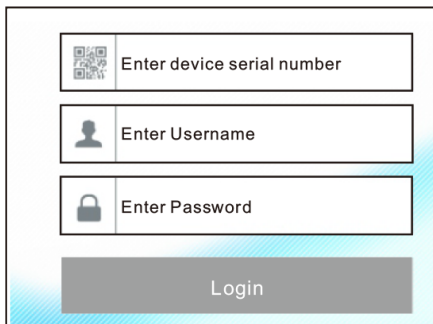 Enter device serial number
Enter Username
Enter Password
Login